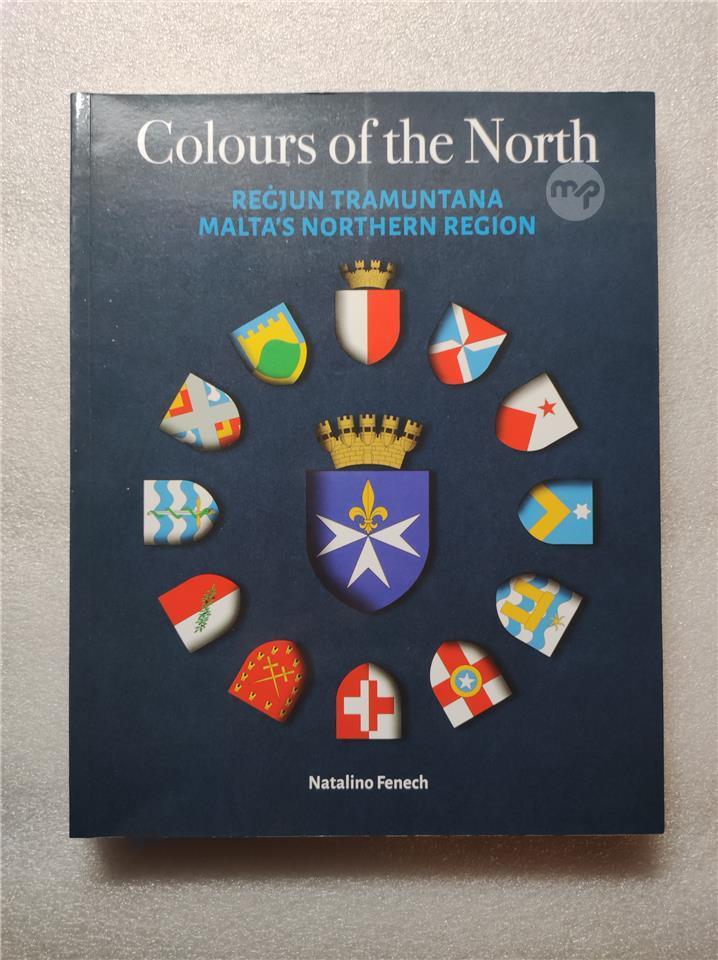 Colours of the North
mp
REĠJUN TRAMUNTANA
MALTA'S NORTHERN REGION
Natalino Fenech